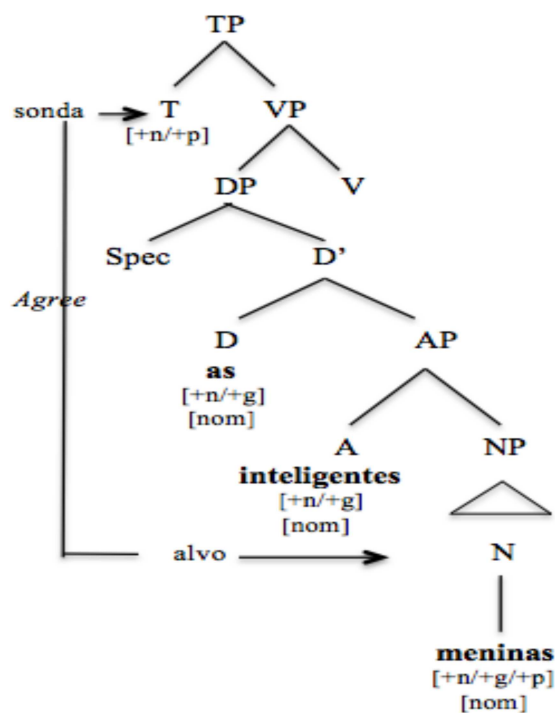 TP
sonda T VP
[+n/+p]
DP V
Spec D’
Agree
D AP
as
[+n/+g]
[nom]
A NP
inteligentes
[+n/+g]
[nom]
alvo N
meninas
[+n/+g/+p]
[nom]